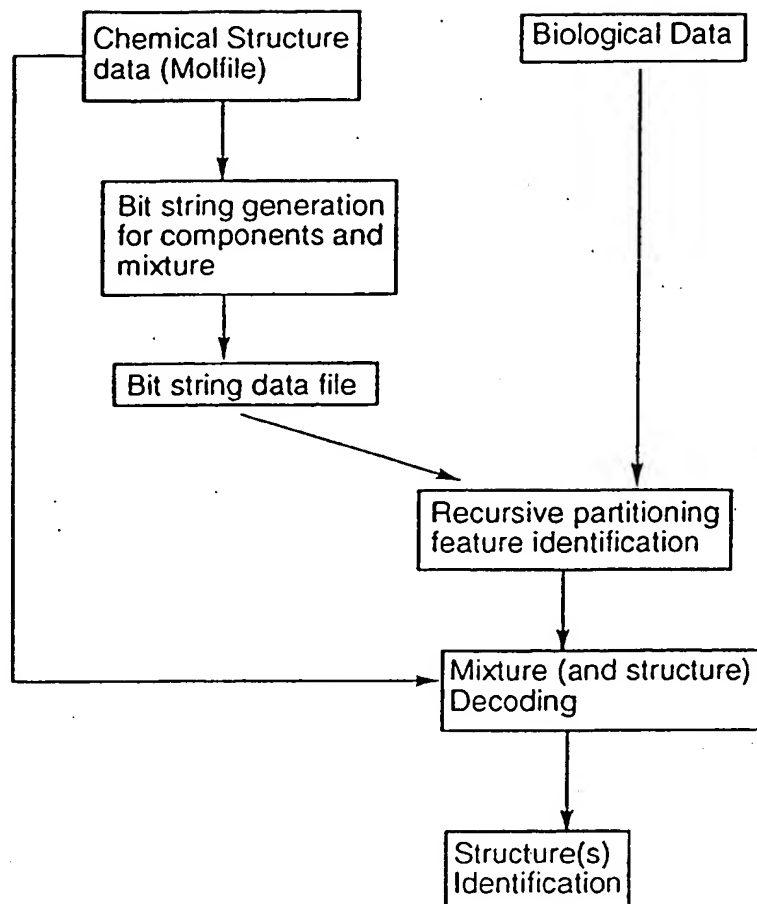 Chemical Structure
data (Molfile)
Biological Data
Bit string generation
for components and
mixture
Bit string data file
Recursive partitioning
feature identification
Mixture (and structure)
Decoding
Structure(s)
Identification